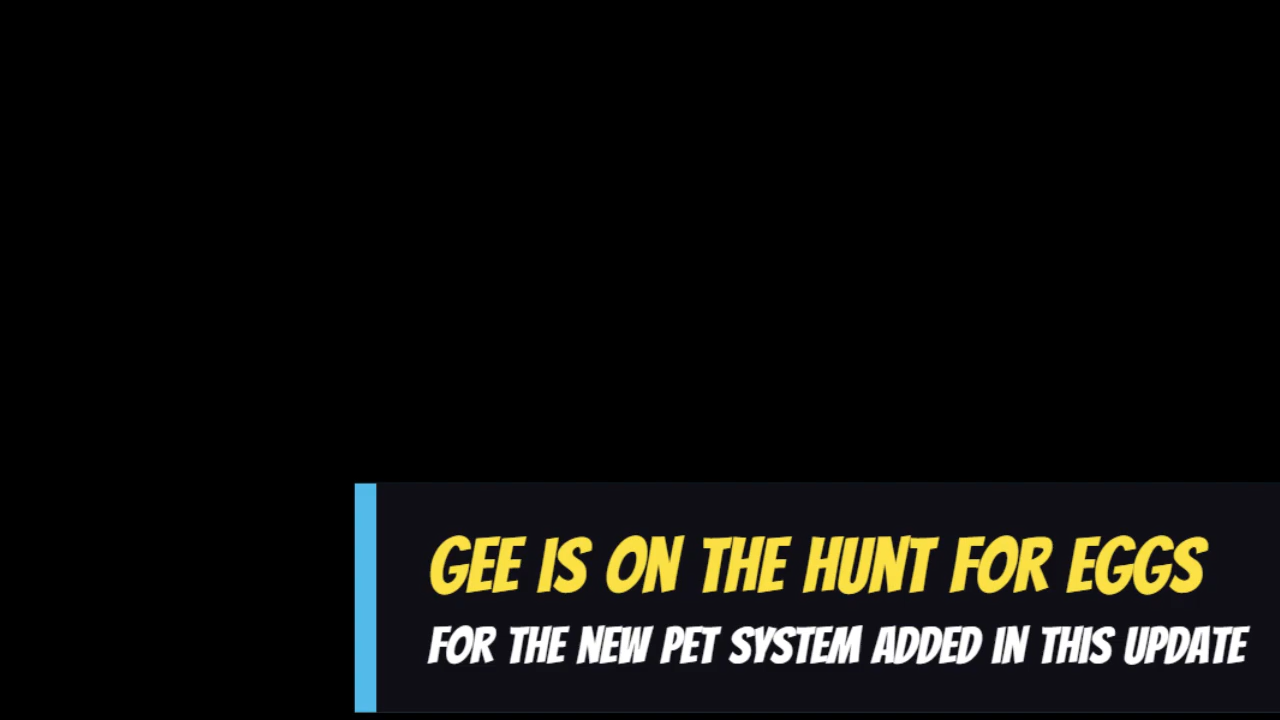 GEE IS ON THE HUNT FOR EGGS
FOR THE NEW PET SYSTEM ADDED IN THIS UPDATE